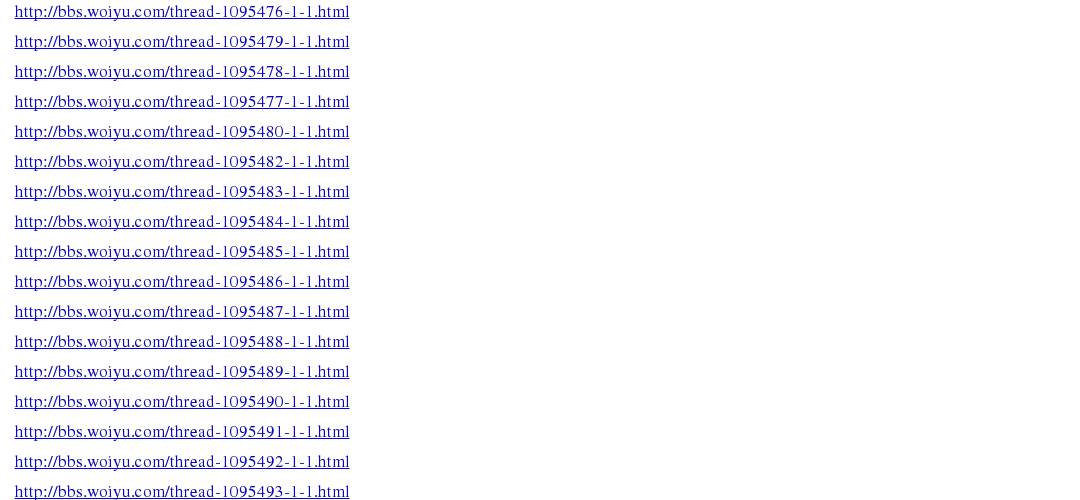 http://bbs.woiyu.com/thread-1095476-1-1.html
http://bbs.woiyu.com/thread-1095479-1-1.html
http://bbs.woiyu.com/thread-1095478-1-1.html
http://bbs.woiyu.com/thread-1095477-1-1.html
http://bbs.woiyu.com/thread-1095480-1-1.html
http://bbs.woiyu.com/thread-1095482-1-1.html
http://bbs.woiyu.com/thread-1095483-1-1.html
http://bbs.woiyu.com/thread-1095484-1-1.html
http://bbs.woiyu.com/thread-1095485-1-1.html
http://bbs.woiyu.com/thread-1095486-1-1.html
http://bbs.woiyu.com/thread-1095487-1-1.html
http://bbs.woiyu.com/thread-1095488-1-1.html
http://bbs.woiyu.com/thread-1095489-1-1.html
http://bbs.woiyu.com/thread-1095490-1-1.html
http://bbs.woiyu.com/thread-1095491-1-1.html
http://bbs.woiyu.com/thread-1095492-1-1.html
http://bbs.woiyu.com/thread-1095493-1-1.html